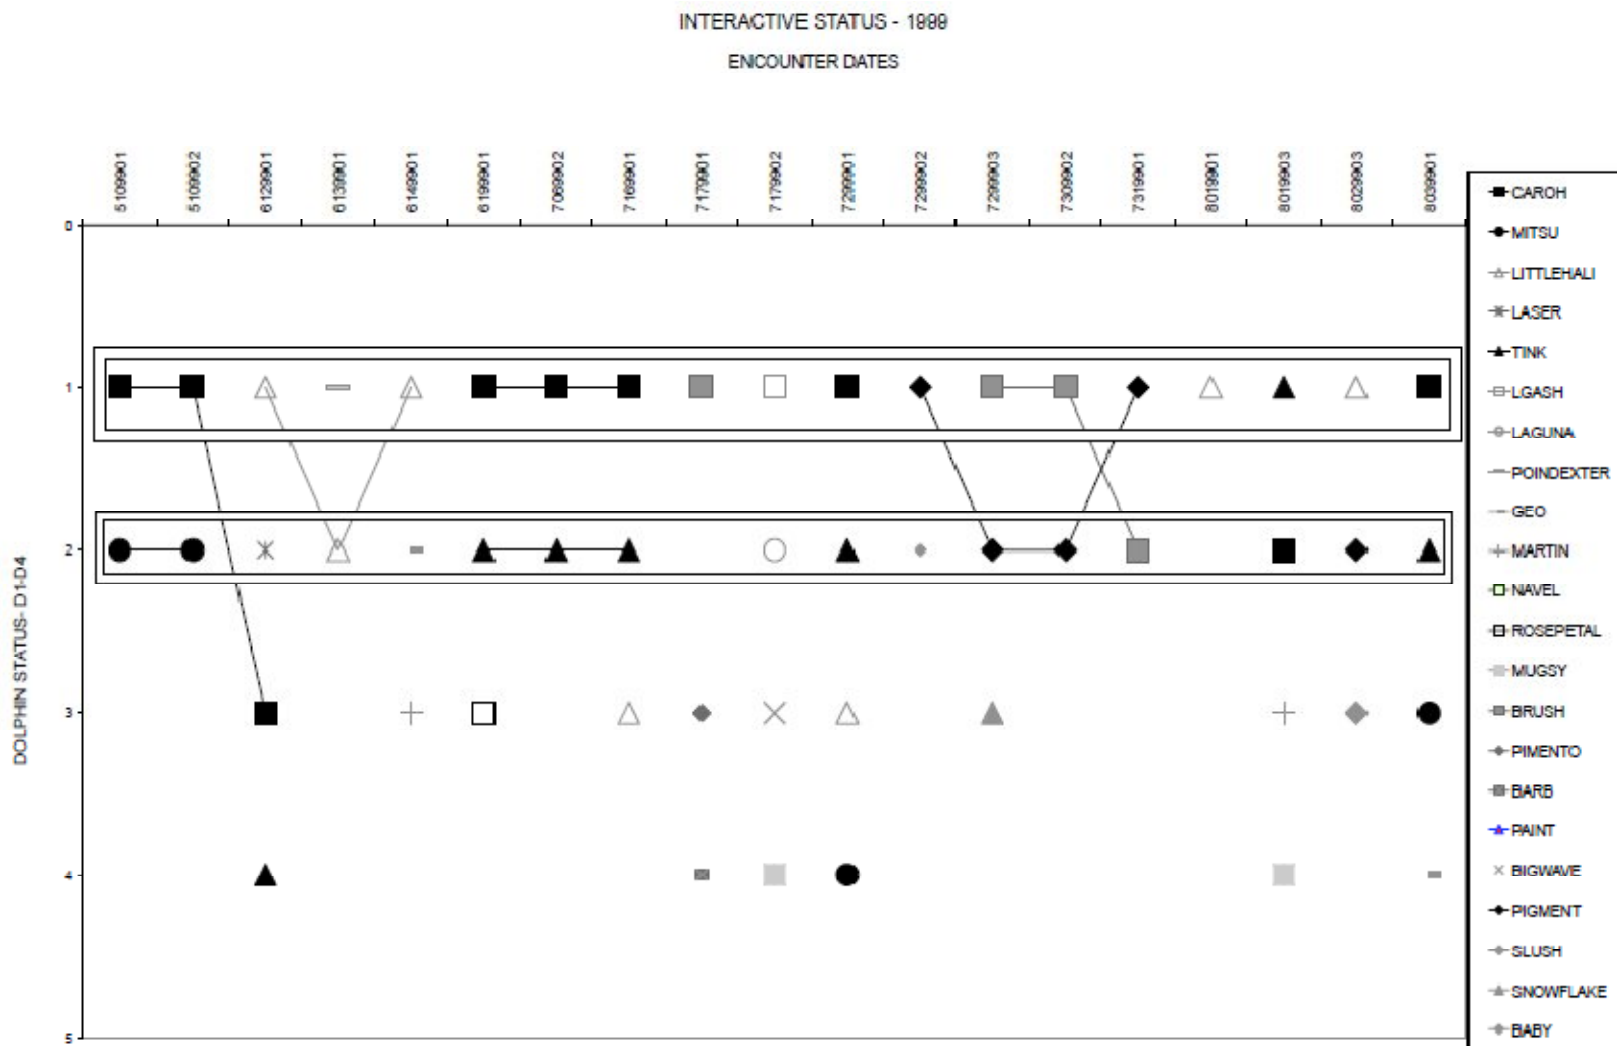 INTERACTIVE STATUS - 1999
ENCOUNTER DATES
5109901
5109902
6129901
6139901
6149901
6199901
7069902
7169901
7179901
7179902
7299901
7299902
7299903
7309902
7319901
8019901
8019903
8029903
8039901
0
1
2
3
4
5
DOLPHIN STATUS- D1-D4
CAROH
MITSU
LITTLEHALI
LASER
TINK
LGASH
LAGUNA
POINDEXTER
GEO
MARTIN
NAVEL
ROSEPETAL
MUGSY
BRUSH
PIMENTO
BARB
PAINT
BIGWAVE
PIGMENT
SLUSH
SNOWFLAKE
BABY